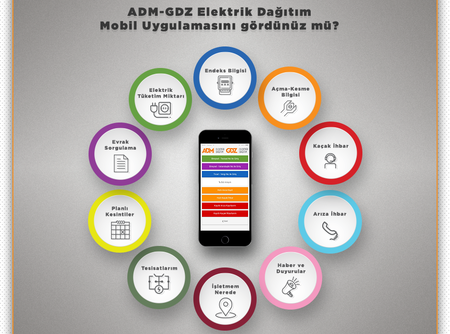 ADM-GDZ Elektrik Dağıtım
Mobil Uygulamasını gördünüz mü?
Endeks Bilgisi
Elektrik
Tüketim Miktarı
Açma-Kesme
Bilgisi
Evrak
Sorgulama
Kaçak İhbar
ADM
GDZ
Planlı
Kesintiler
Arıza İhbar
Tesisatlarım
Haber ve
Duyurular
İşletmem
Nerede